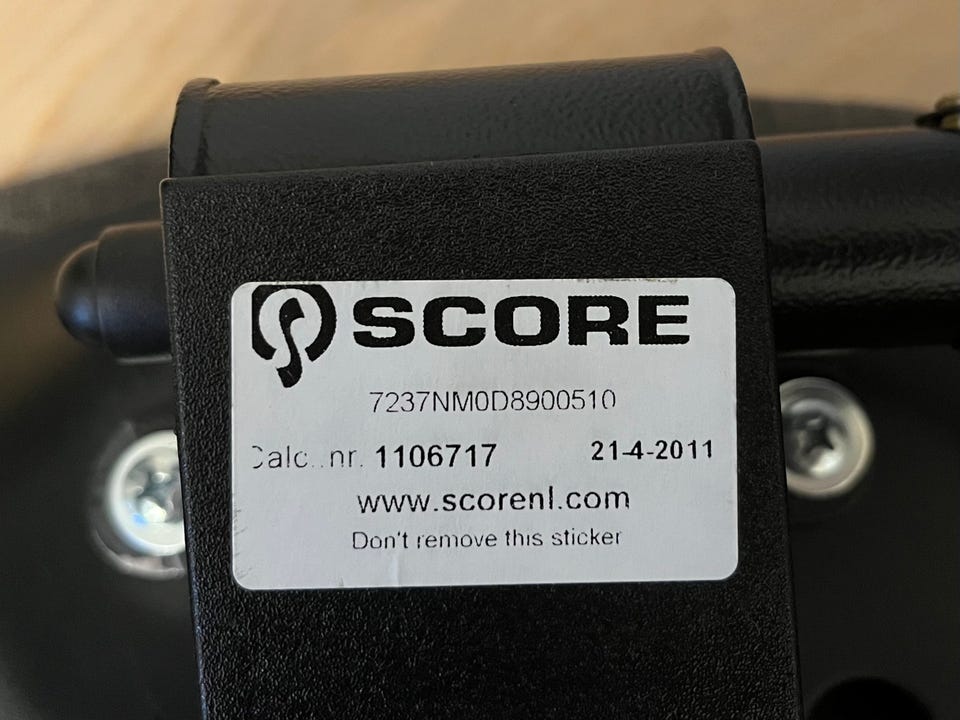 SCORE
7237NM0D8900510
Calc. nr. 1106717 21-4-2011
www.scorenl.com
Don't remove this sticker